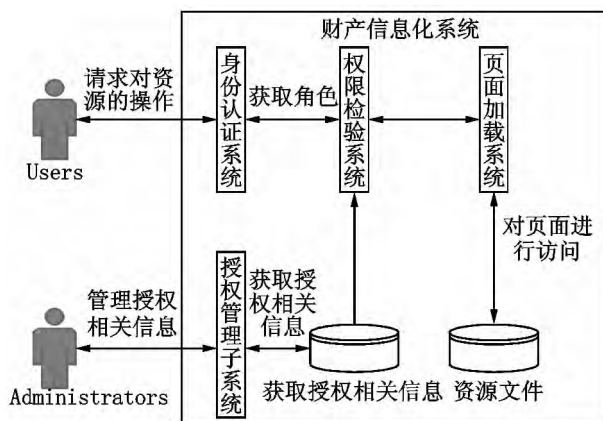 财产信息化系统
请求对资
源的操作
Users
身份认证系统
获取角色
权限检验系统
页面加载系统
对页面进
行访问
管理授权
相关信息
Administrators
授权管理子系统
获取授
权相关
信息
获取授权相关信息
资源文件